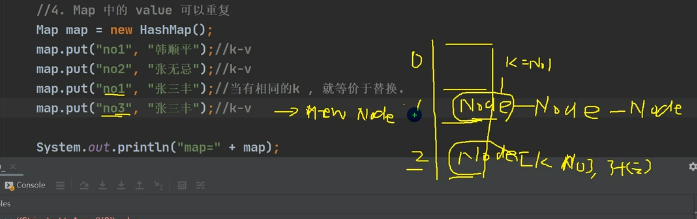 //4. Map 中的 value 可以重复
Map map = new HashMap();
map.put("no1", "韩顺平");//k-v
map.put("no2", "张无忌");//k-v
map.put("no1", "张三丰");//当有相同的k , 就等价于替换.
map.put("no3", "张三丰");//k-v
System.out.println("map=" + map);
Console
0
k=No1
→ new Node
1
Node—Node—Node
2
Node[k No3, 张三]